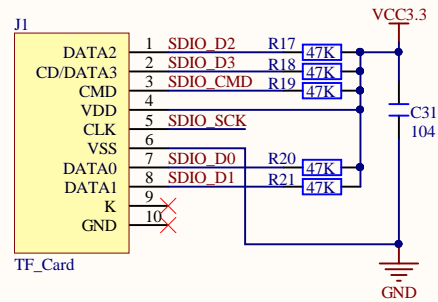 VCC3.3
J1
DATA2 1 SDIO_D2 R17 47K
CD/DATA3 2 SDIO_D3 R18 47K
CMD 3 SDIO_CMD R19 47K
VDD 4
CLK 5 SDIO_SCK
VSS 6
DATA0 7 SDIO_D0 R20 47K
DATA1 8 SDIO_D1 R21 47K
K 9
GND 10
C31
104
TF_Card
GND